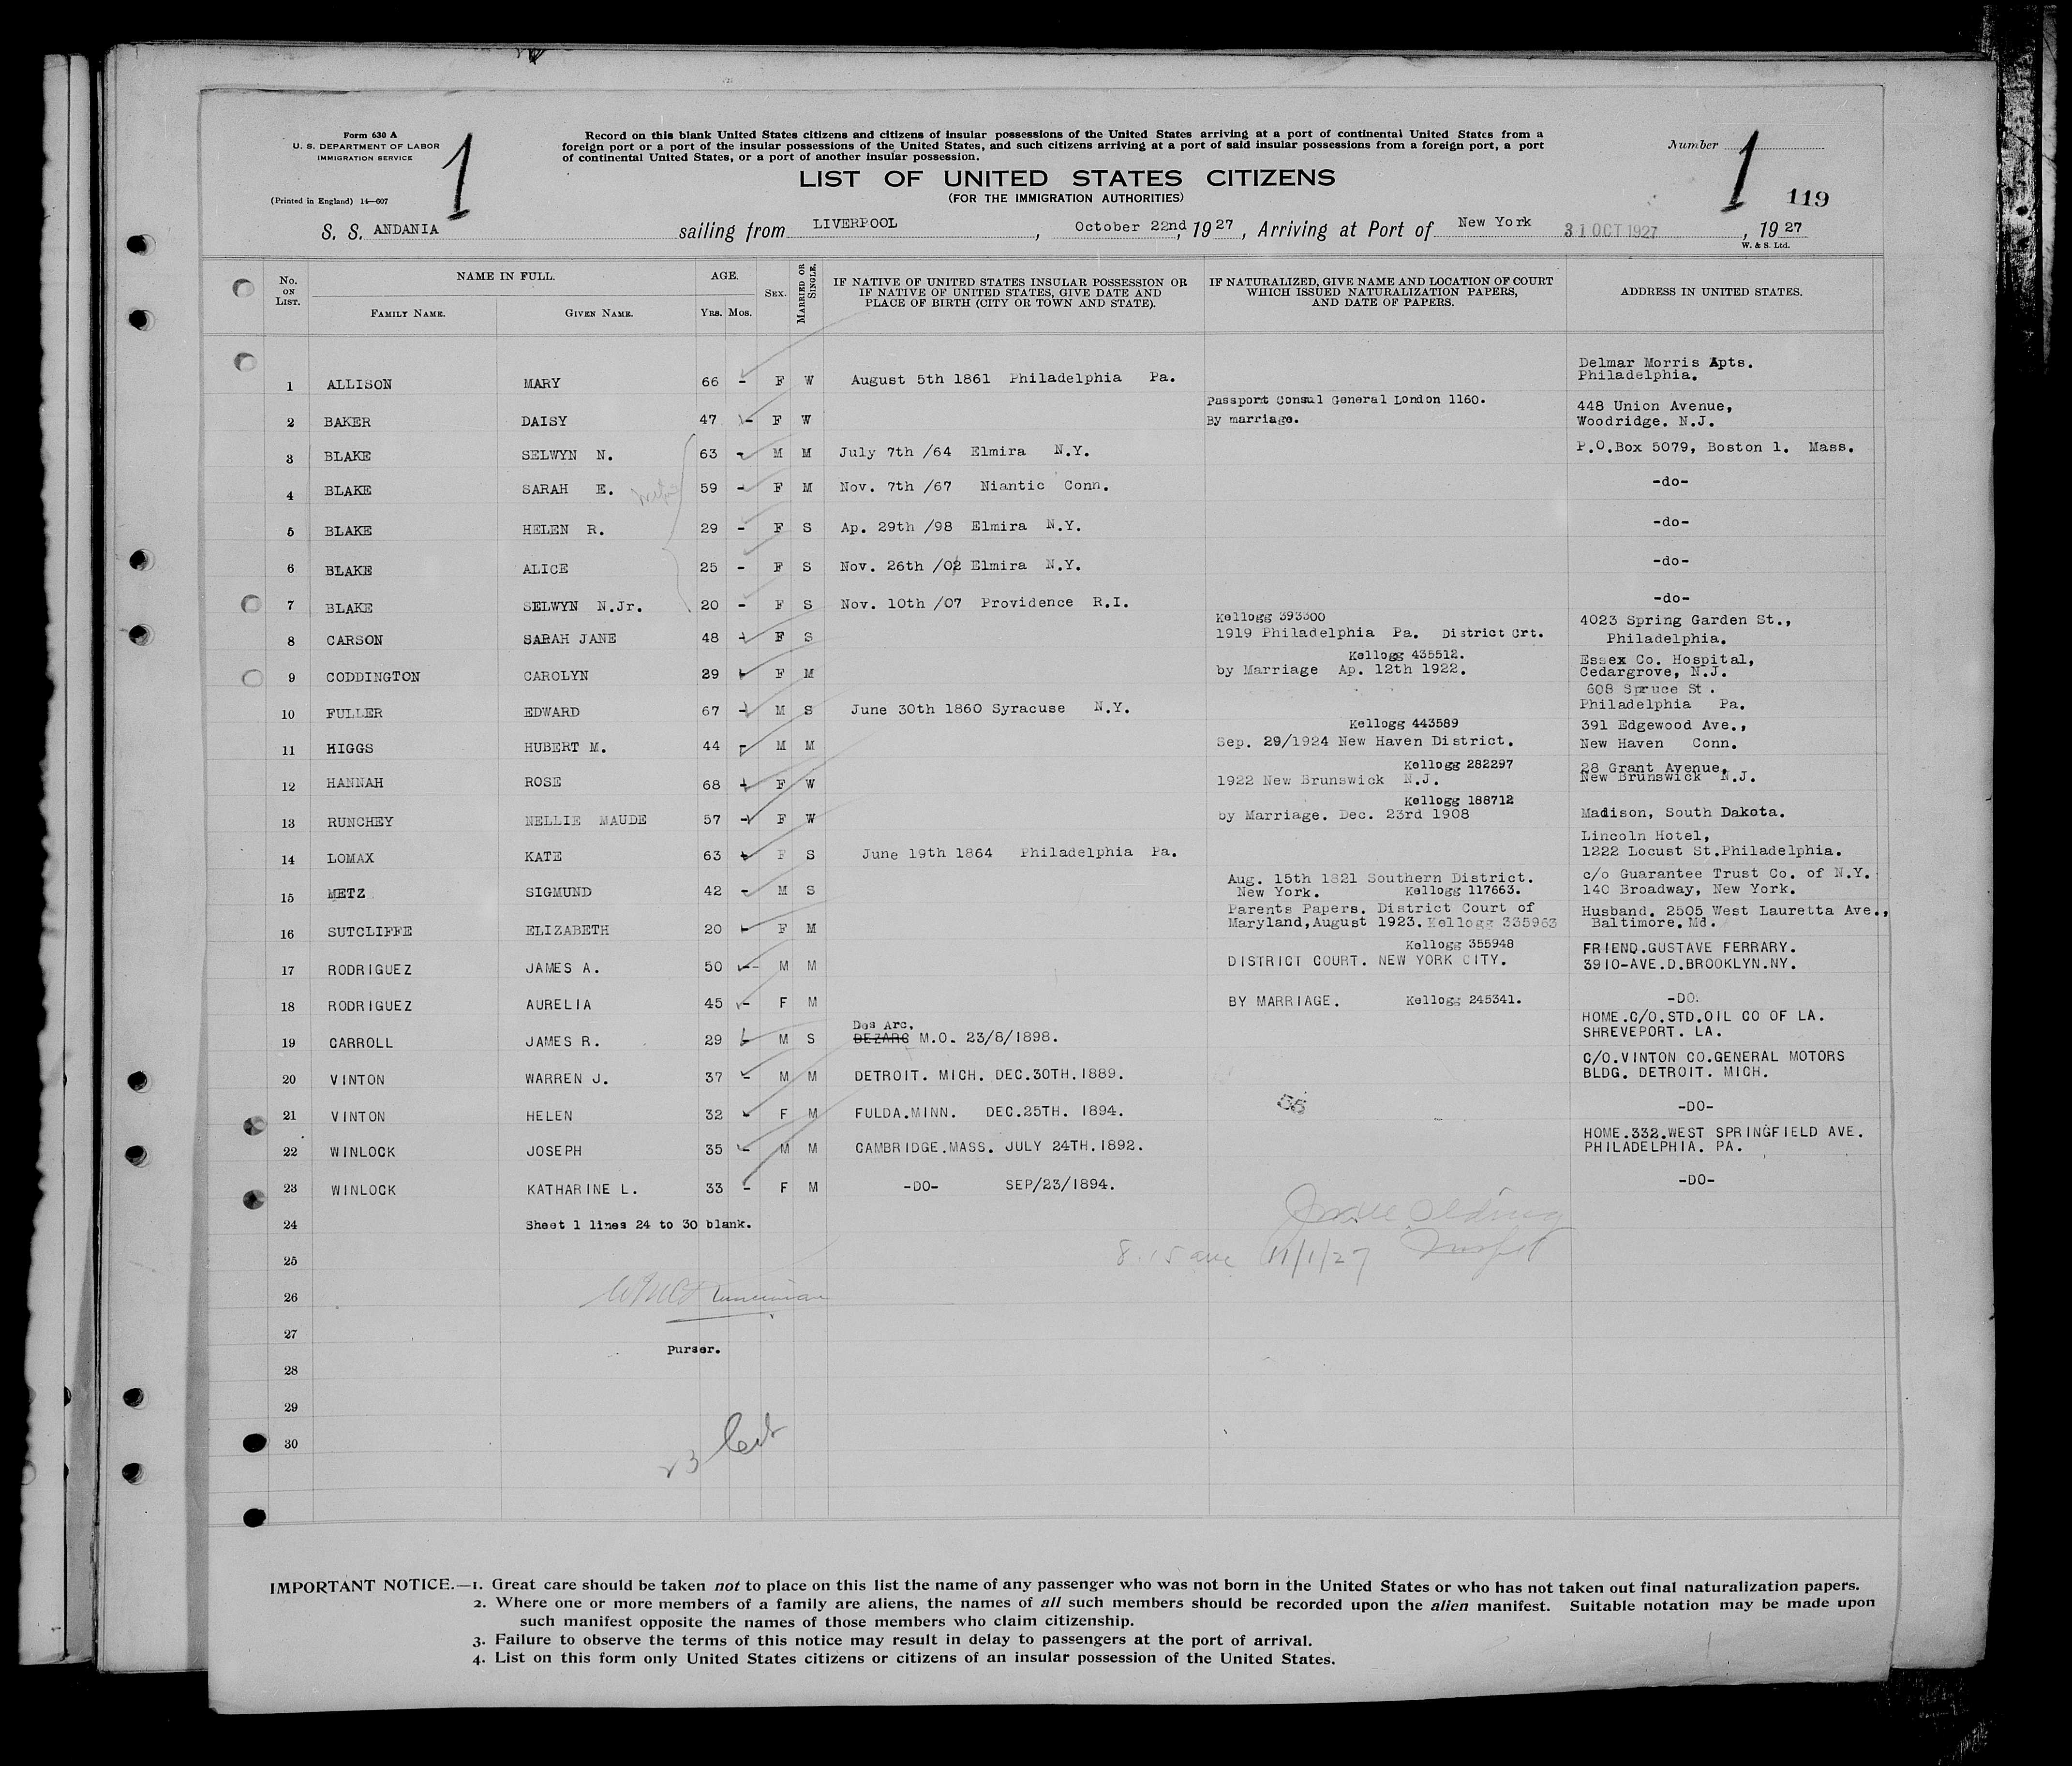 Form 630 A
U. S. DEPARTMENT OF LABOR
IMMIGRATION SERVICE
(Printed in England) 14—607
1
Record on this blank United States citizens and citizens of insular possessions of the United States arriving at a port of continental United States from a
foreign port or a port of the insular possessions of the United States, and such citizens arriving at a port of said insular possessions from a foreign port, a port
of continental United States, or a port of another insular possession.
Number 1
119
LIST OF UNITED STATES CITIZENS
(FOR THE IMMIGRATION AUTHORITIES)
S. S. ANDANIA sailing from LIVERPOOL, October 22nd, 1927, Arriving at Port of New York 31 OCT 1927, 1927
W. & S. Ltd.
No. ON LIST. NAME IN FULL. FAMILY NAME. GIVEN NAME. AGE. YRS. MOS. SEX. MARRIED OR SINGLE. IF NATIVE OF UNITED STATES INSULAR POSSESSION OR IF NATIVE OF UNITED STATES, GIVE DATE AND PLACE OF BIRTH (CITY OR TOWN AND STATE). IF NATURALIZED, GIVE NAME AND LOCATION OF COURT WHICH ISSUED NATURALIZATION PAPERS, AND DATE OF PAPERS. ADDRESS IN UNITED STATES.
1 ALLISON MARY 66 - F W August 5th 1861 Philadelphia Pa. Delmar Morris Apts. Philadelphia.
2 BAKER DAISY 47 - F W Passport Consul General London 1160. By marriage. 448 Union Avenue, Woodridge. N.J.
3 BLAKE SELWYN N. 63 - M M July 7th /64 Elmira N.Y. P.O.Box 5079, Boston 1. Mass.
4 BLAKE SARAH E. wife 59 - F M Nov. 7th /67 Niantic Conn. -do-
5 BLAKE HELEN R. 29 - F S Ap. 29th /98 Elmira N.Y. -do-
6 BLAKE ALICE 25 - F S Nov. 26th /02 Elmira N.Y. -do-
7 BLAKE SELWYN N.Jr. 20 - F S Nov. 10th /07 Providence R.I. -do-
8 CARSON SARAH JANE 48 - F S Kellogg 393300 1919 Philadelphia Pa. District Crt. 4023 Spring Garden St., Philadelphia.
9 CODDINGTON CAROLYN 29 - F M Kellogg 435512. by Marriage Ap. 12th 1922. Essex Co. Hospital, Cedargrove, N.J.
10 FULLER EDWARD 67 - M S June 30th 1860 Syracuse N.Y. 608 Spruce St. Philadelphia Pa.
11 HIGGS HUBERT M. 44 - M M Kellogg 443589 Sep. 29/1924 New Haven District. 391 Edgewood Ave., New Haven Conn.
12 HANNAH ROSE 68 - F W Kellogg 282297 1922 New Brunswick N.J. 28 Grant Avenue, New Brunswick N.J.
13 RUNCHEY NELLIE MAUDE 57 - F W Kellogg 188712 by Marriage. Dec. 23rd 1908 Madison, South Dakota.
14 LOMAX KATE 63 - F S June 19th 1864 Philadelphia Pa. Lincoln Hotel, 1222 Locust St.Philadelphia.
15 METZ SIGMUND 42 - M S Aug. 15th 1821 Southern District. New York. Kellogg 117663. c/o Guarantee Trust Co. of N.Y. 140 Broadway, New York.
16 SUTCLIFFE ELIZABETH 20 - F M Parents Papers. District Court of Maryland,August 1923. Kellogg 335963 Husband. 2505 West Lauretta Ave., Baltimore. Md.
17 RODRIGUEZ JAMES A. 50 - M M Kellogg 355948 DISTRICT COURT. NEW YORK CITY. FRIEND.GUSTAVE FERRARY. 3910-AVE.D.BROOKLYN.NY.
18 RODRIGUEZ AURELIA 45 - F M BY MARRIAGE. Kellogg 245341. -DO.
19 CARROLL JAMES R. 29 - M S Des Arc. DEZARC M.O. 23/8/1898. HOME.C/O.STD.OIL CO OF LA. SHREVEPORT. LA.
20 VINTON WARREN J. 37 - M M DETROIT. MICH. DEC.30TH.1889. C/O.VINTON CO.GENERAL MOTORS BLDG. DETROIT. MICH.
21 VINTON HELEN 32 - F M FULDA.MINN. DEC.25TH. 1894. -DO-
22 WINLOCK JOSEPH 35 - M M CAMBRIDGE.MASS. JULY 24TH.1892. HOME.332.WEST SPRINGFIELD AVE. PHILADELPHIA. PA.
23 WINLOCK KATHARINE L. 33 - F M -DO- SEP/23/1894. -DO-
24 Sheet 1 lines 24 to 30 blank.
25 8.15 am 11/1/27
26
27
Purser.
28
29
30
23
IMPORTANT NOTICE.—1. Great care should be taken not to place on this list the name of any passenger who was not born in the United States or who has not taken out final naturalization papers.
2. Where one or more members of a family are aliens, the names of all such members should be recorded upon the alien manifest. Suitable notation may be made upon
such manifest opposite the names of those members who claim citizenship.
3. Failure to observe the terms of this notice may result in delay to passengers at the port of arrival.
4. List on this form only United States citizens or citizens of an insular possession of the United States.